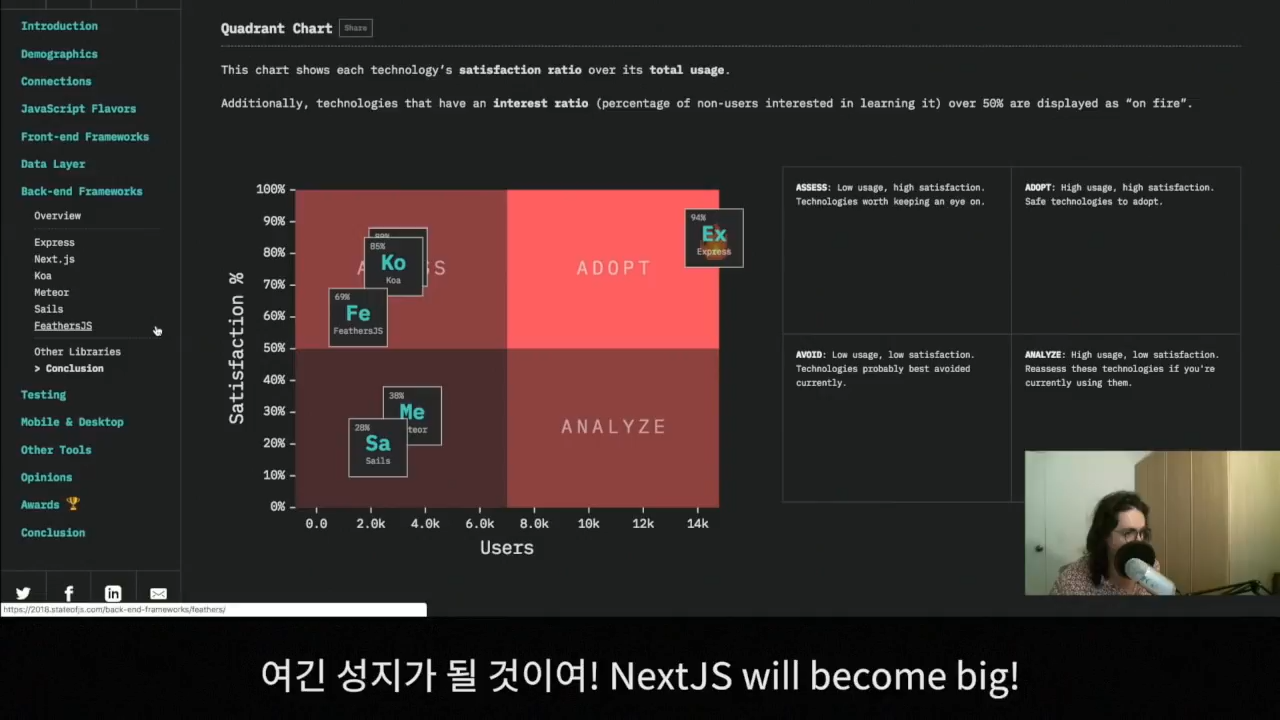 Introduction
Demographics
Connections
JavaScript Flavors
Front-end Frameworks
Data Layer
Back-end Frameworks
Overview
Express
Next.js
Koa
Meteor
Sails
FeathersJS
Other Libraries
> Conclusion
Testing
Mobile & Desktop
Other Tools
Opinions
Awards 🏆
Conclusion
https://2018.stateofjs.com/back-end-frameworks/feathers/
Quadrant Chart Share
This chart shows each technology's satisfaction ratio over its total usage.
Additionally, technologies that have an interest ratio (percentage of non-users interested in learning it) over 50% are displayed as “on fire”.
Satisfaction %
100%
90%
80%
70%
60%
50%
40%
30%
20%
10%
0%
ADOPT
ANALYZE
94%
Ex
Express
85%
Ko
Koa
69%
Fe
FeathersJS
38%
Me
teor
28%
Sa
Sails
0.0 2.0k 4.0k 6.0k 8.0k 10k 12k 14k
Users
ASSESS: Low usage, high satisfaction.
Technologies worth keeping an eye on.
ADOPT: High usage, high satisfaction.
Safe technologies to adopt.
AVOID: Low usage, low satisfaction.
Technologies probably best avoided
currently.
ANALYZE: High usage, low satisfaction.
Reassess these technologies if you're
currently using them.
여긴 성지가 될 것이여! NextJS will become big!